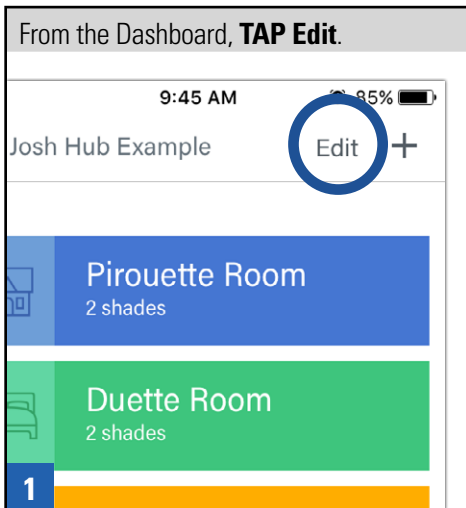 From the Dashboard, TAP Edit.
9:45 AM
85%
Josh Hub Example
Edit +
Pirouette Room
2 shades
Duette Room
2 shades
1